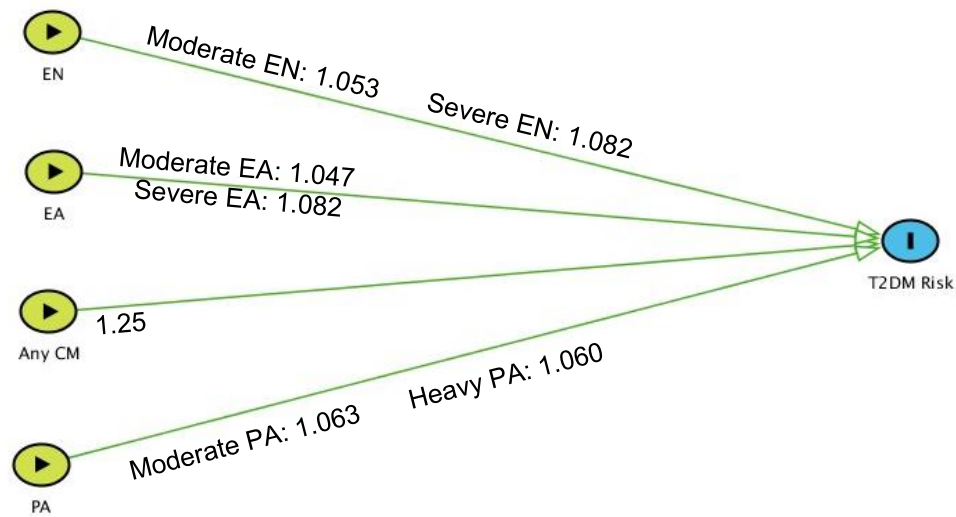 EN
Moderate EN: 1.053
Severe EN: 1.082
EA
Moderate EA: 1.047
Severe EA: 1.082
T2DM Risk
Any CM
1.25
PA
Moderate PA: 1.063
Heavy PA: 1.060